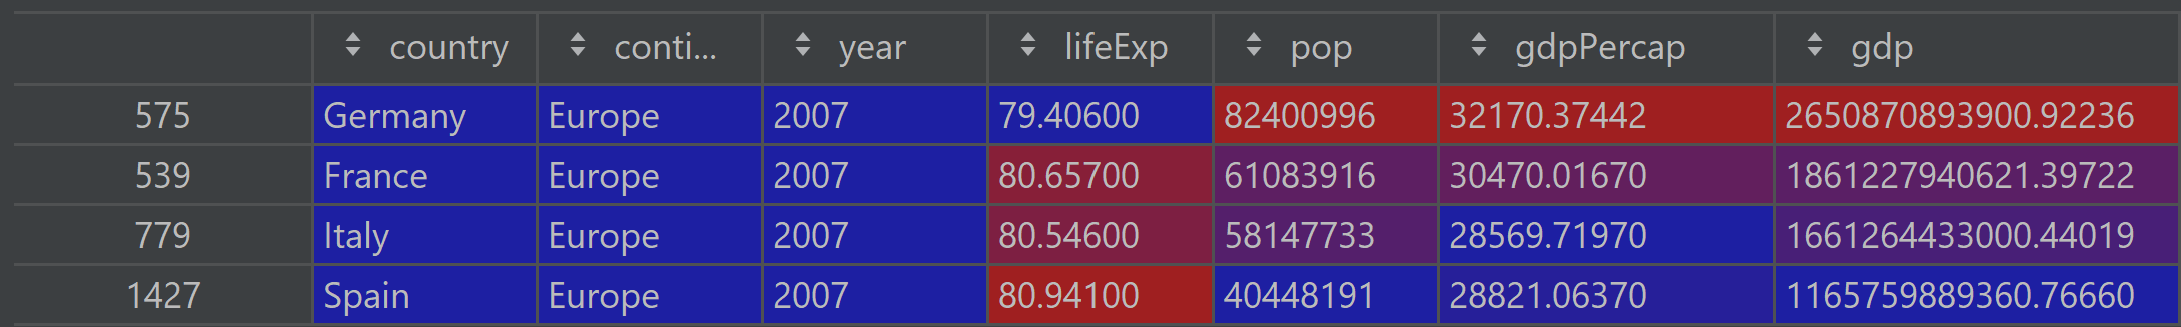 country conti... year lifeExp pop gdpPercap gdp
575 Germany Europe 2007 79.40600 82400996 32170.37442 2650870893900.92236
539 France Europe 2007 80.65700 61083916 30470.01670 1861227940621.39722
779 Italy Europe 2007 80.54600 58147733 28569.71970 1661264433000.44019
1427 Spain Europe 2007 80.94100 40448191 28821.06370 1165759889360.76660